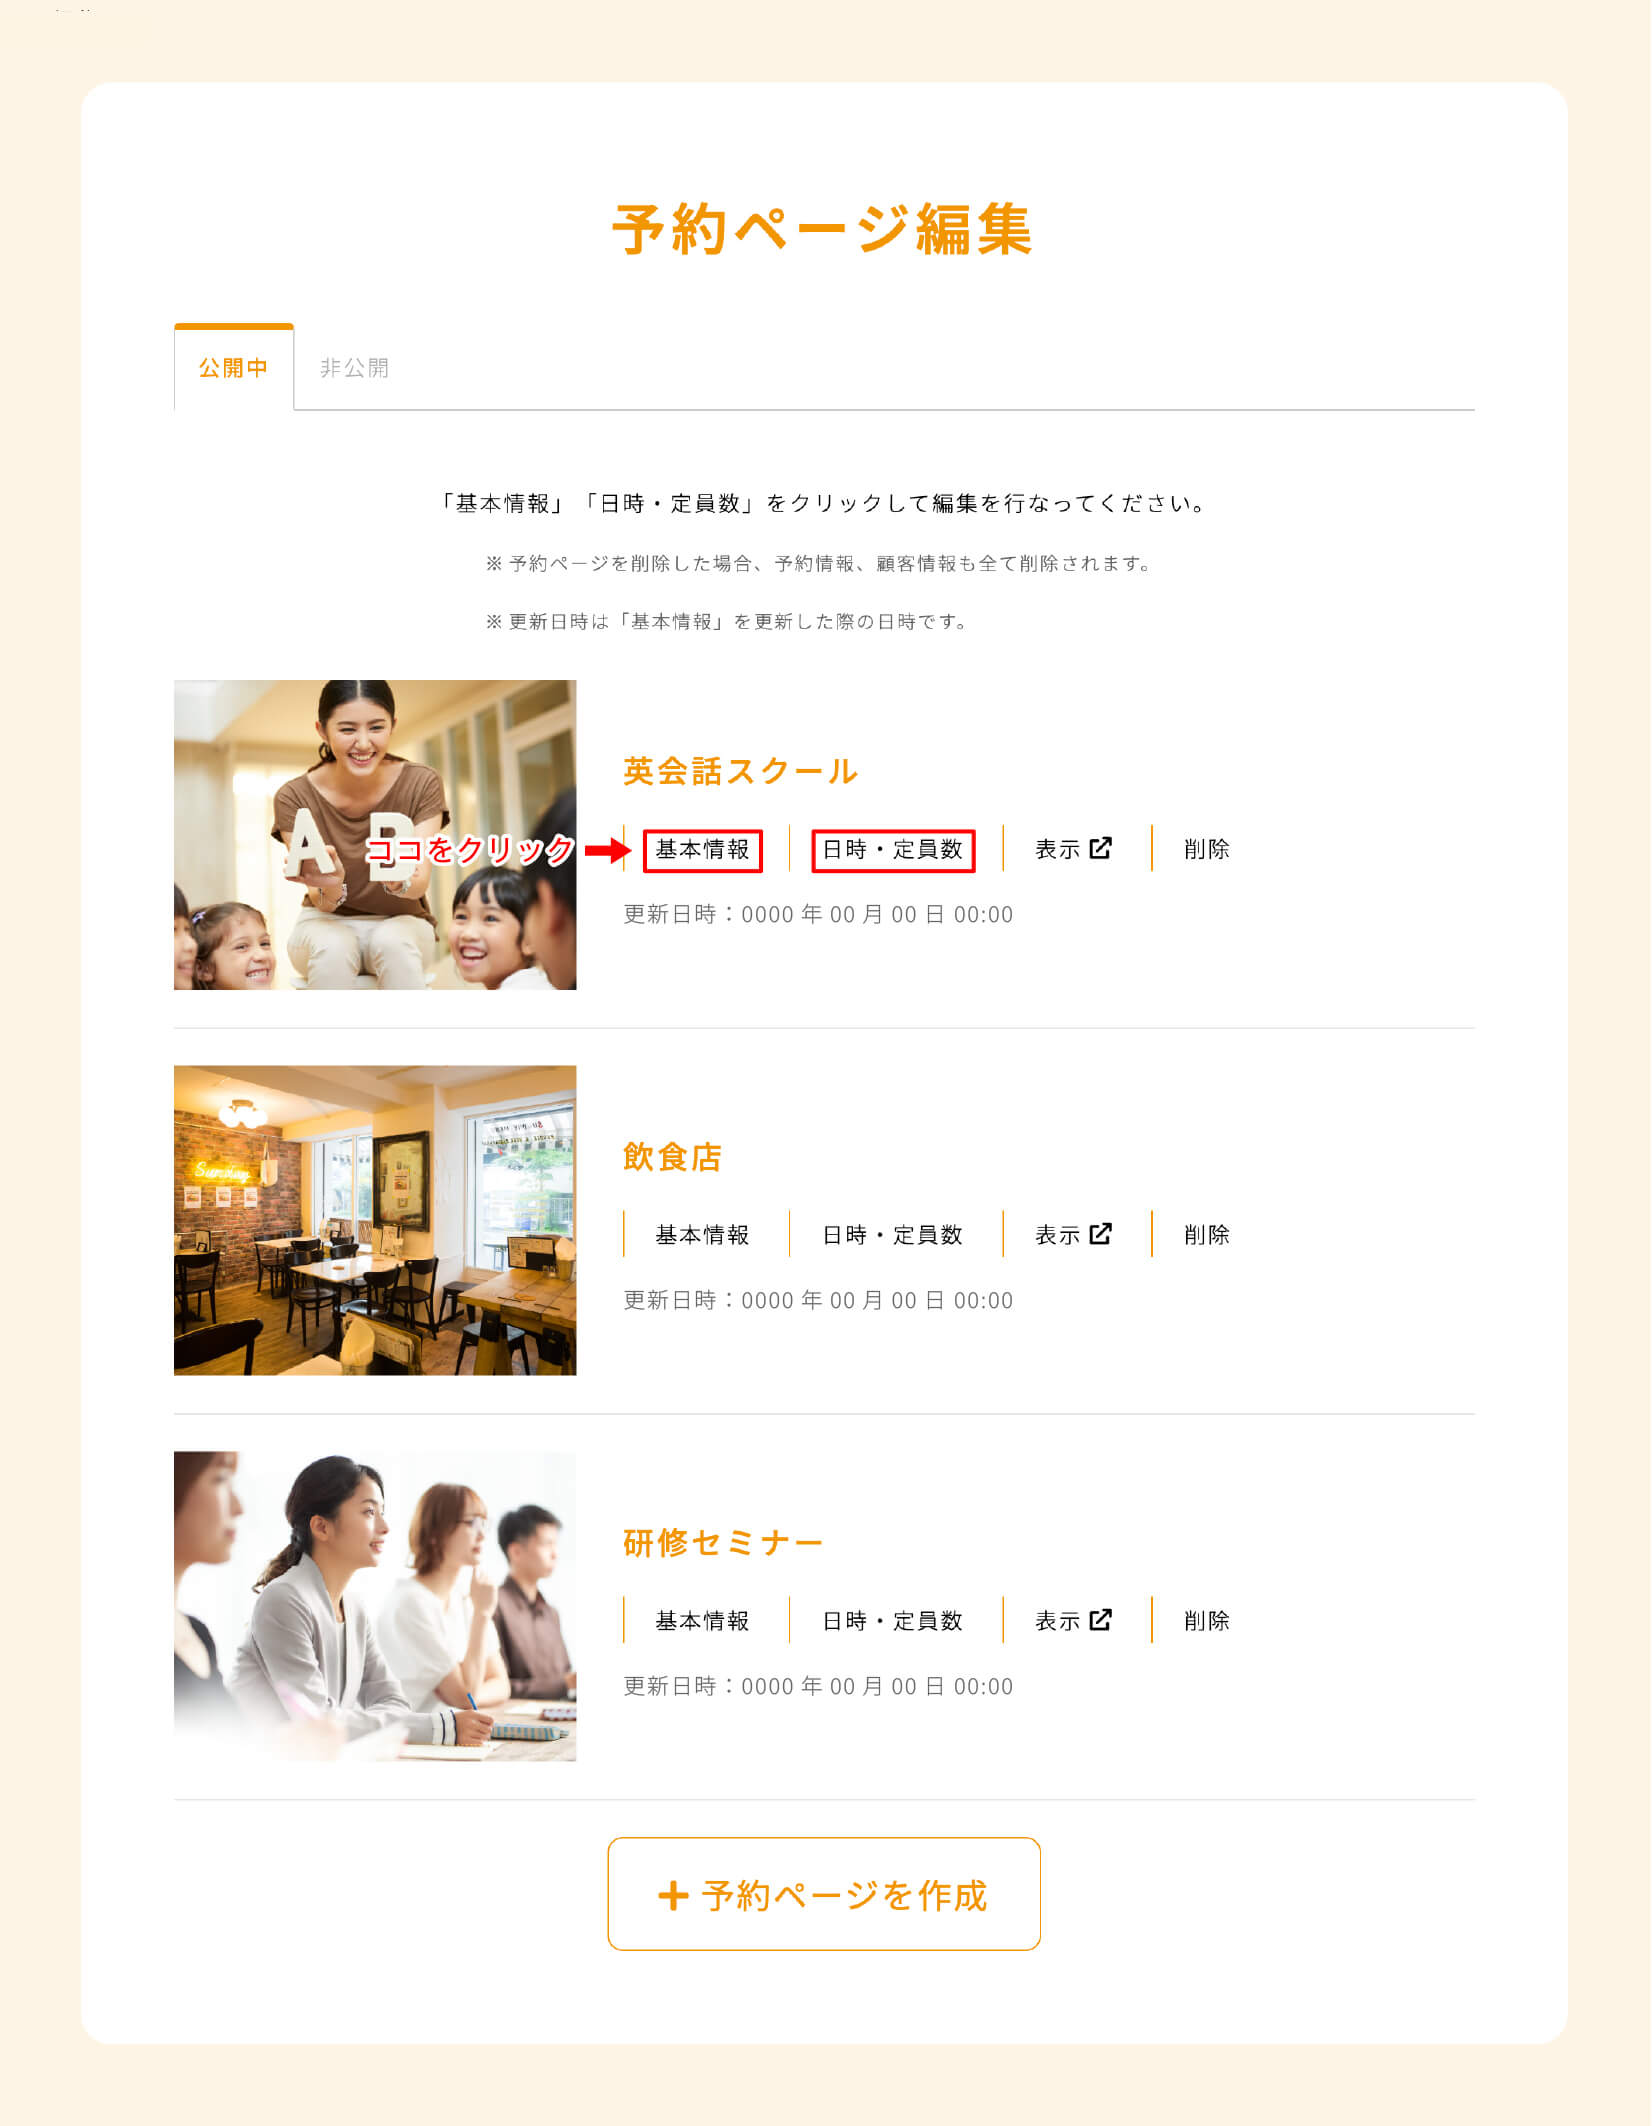 予約ページ編集
公開中
非公開
「基本情報」「日時・定員数」をクリックして編集を行なってください。
※ 予約ページを削除した場合、予約情報、顧客情報も全て削除されます。
※ 更新日時は「基本情報」を更新した際の日時です。
英会話スクール
A B
ココをクリック
基本情報 日時・定員数 表示 削除
更新日時：0000 年 00 月 00 日 00:00
飲食店
Sunday
基本情報 日時・定員数 表示 削除
更新日時：0000 年 00 月 00 日 00:00
研修セミナー
基本情報 日時・定員数 表示 削除
更新日時：0000 年 00 月 00 日 00:00
予約ページを作成